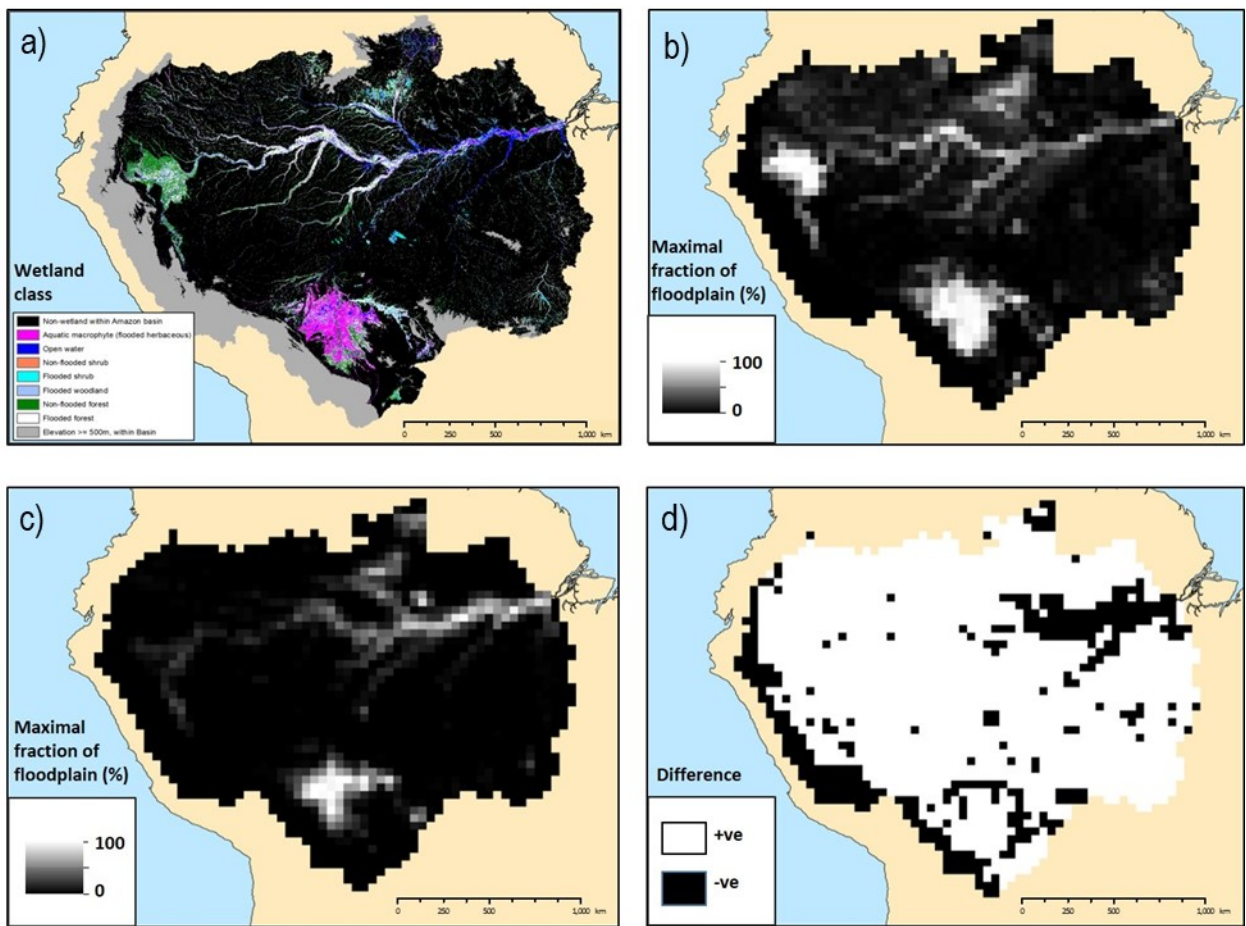 a)
Wetland
class
Non-wetland within Amazon basin
Aquatic macrophyte (flooded herbaceous)
Open water
Non-flooded shrub
Flooded shrub
Flooded woodland
Non-flooded forest
Flooded forest
Elevation >= 500m, within Basin
0 250 500 1,000 km
b)
Maximal
fraction of
floodplain (%)
100
0
0 250 500 1,000 km
c)
Maximal
fraction of
floodplain (%)
100
0
0 250 500 1,000 km
d)
Difference
+ve
-ve
0 250 500 1,000 km